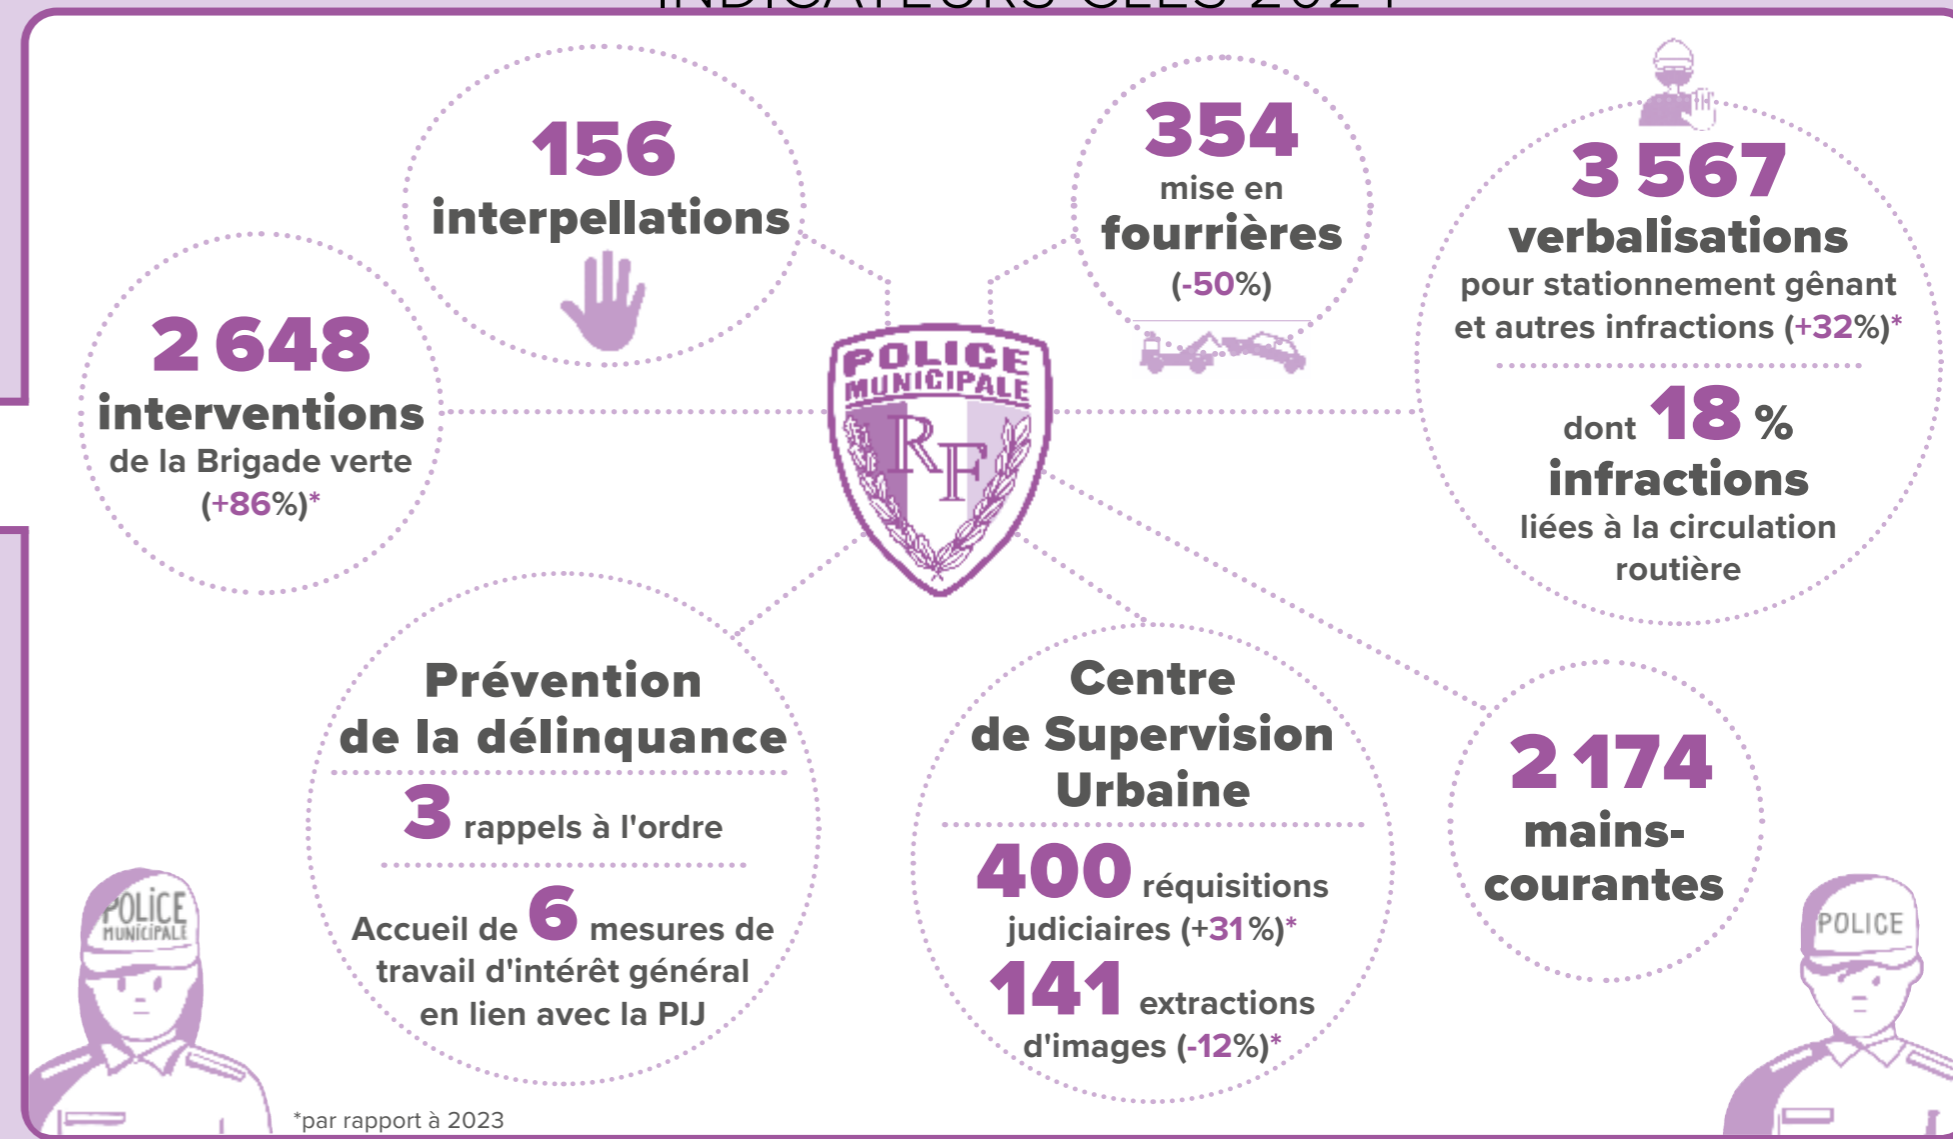 INDICATEURS CLÉS 2024
156
interpellations
354
mise en
fourrières
(-50%)
3 567
verbalisations
pour stationnement gênant
et autres infractions (+32%)*
dont 18 %
infractions
liées à la circulation
routière
2 648
interventions
de la Brigade verte
(+86%)*
POLICE
MUNICIPALE
RF
Prévention
de la délinquance
3 rappels à l'ordre
Accueil de 6 mesures de
travail d'intérêt général
en lien avec la PIJ
Centre
de Supervision
Urbaine
400 réquisitions
judiciaires (+31%)*
141 extractions
d'images (-12%)*
2 174
mains-
courantes
POLICE
MUNICIPALE
POLICE
*par rapport à 2023